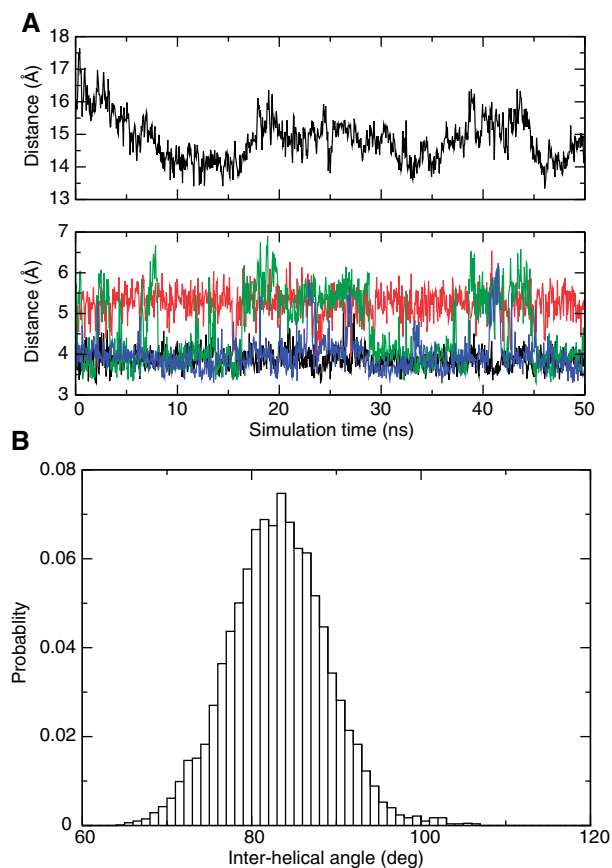 A
18
17
16
15
14
13
Distance (Å)
7
6
5
4
3
Distance (Å)
0 10 20 30 40 50
Simulation time (ns)
B
0.08
0.06
0.04
0.02
0
Probablity
60 80 100 120
Inter-helical angle (deg)